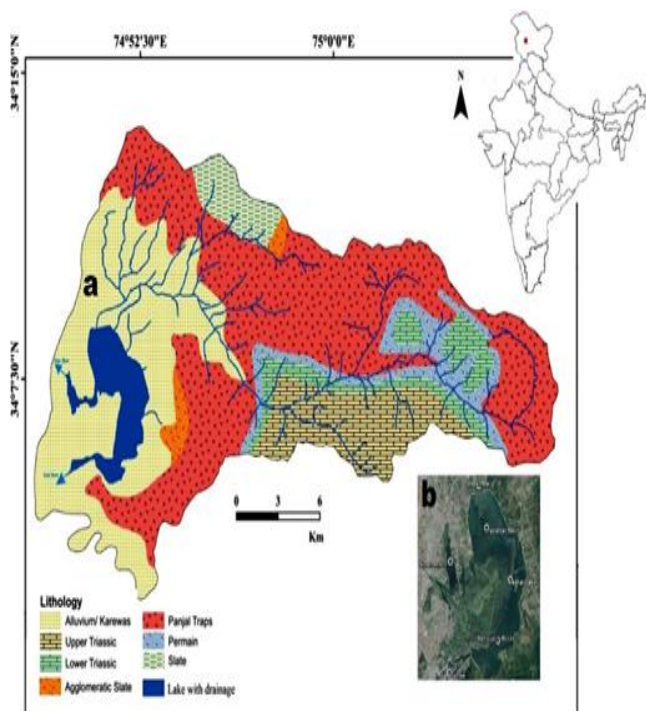 74°52'30"E 75°0'0"E
34°15'0"N
N
a
34°7'30"N
b
0 3 6
Km
Lithology
Alluvium/ Karewas Panjal Traps
Upper Triassic Permain
Lower Triassic Slate
Agglomeratic Slate Lake with drainage